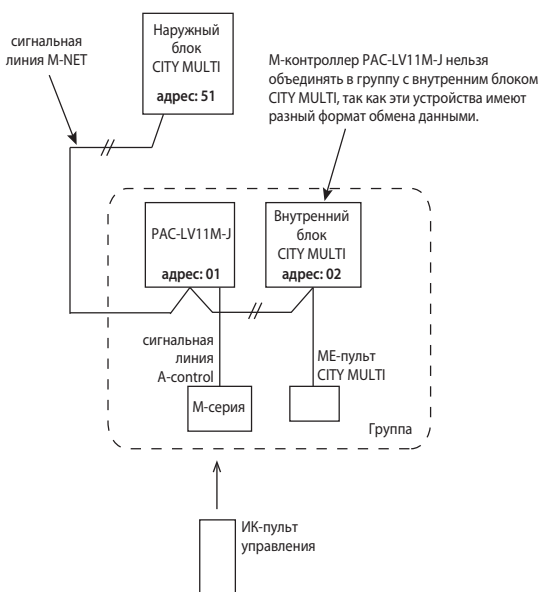 сигнальная
линия M-NET
Наружный
блок
CITY MULTI
адрес: 51
М-контроллер PAC-LV11M-J нельзя
объединять в группу с внутренним блоком
CITY MULTI, так как эти устройства имеют
разный формат обмена данными.
PAC-LV11M-J
адрес: 01
Внутренний
блок
CITY MULTI
адрес: 02
сигнальная
линия
A-control
М-серия
МЕ-пульт
CITY MULTI
Группа
ИК-пульт
управления